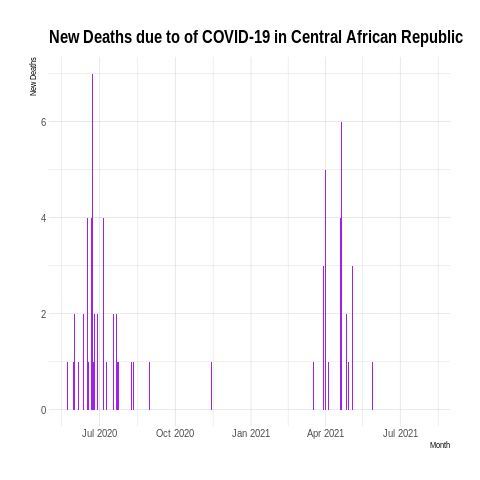 New Deaths due to of COVID-19 in Central African Republic
New Deaths
6
4
2
0
Jul 2020 Oct 2020 Jan 2021 Apr 2021 Jul 2021
Month